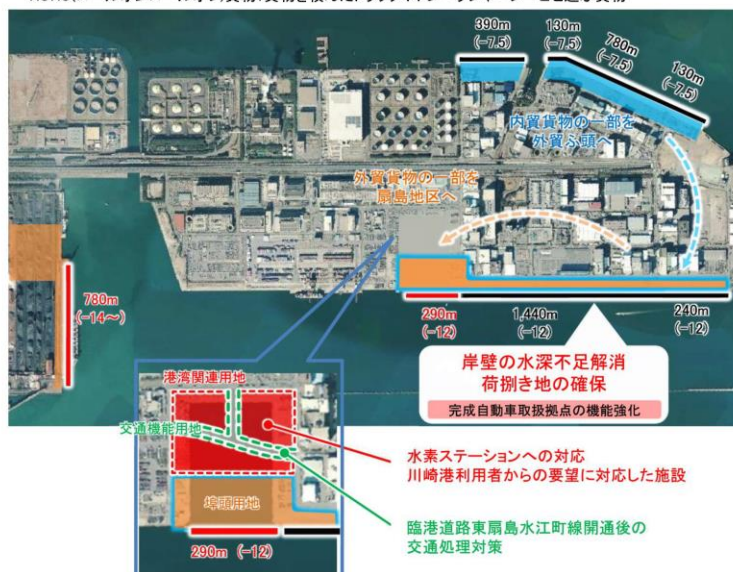 390m
(-7.5)
130m
(-7.5)
780m
(-7.5)
130m
(-7.5)
内貿貨物の一部を
外貿ふ頭へ
外貿貨物の一部を
扇島地区へ
780m
(-14~)
290m
(-12)
1,440m
(-12)
240m
(-12)
岸壁の水深不足解消
荷捌き地の確保
完成自動車取扱拠点の機能強化
港湾関連用地
交通機能用地
埠頭用地
290m (-12)
水素ステーションへの対応
川崎港利用者からの要望に対応した施設
臨港道路東扇島水江町線開通後の
交通処理対策